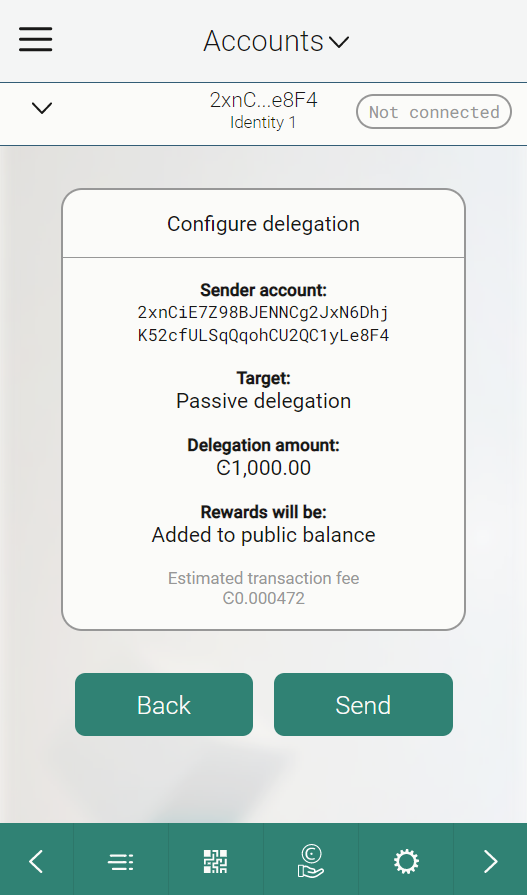 Accounts
2xnC...e8F4
Identity 1
Not connected
Configure delegation
Sender account:
2xnCiE7Z98BJENNCg2JxN6Dhj
K52cfULSqQqohCU2QC1yLe8F4
Target:
Passive delegation
Delegation amount:
Ͼ1,000.00
Rewards will be:
Added to public balance
Estimated transaction fee
Ͼ0.000472
Back
Send